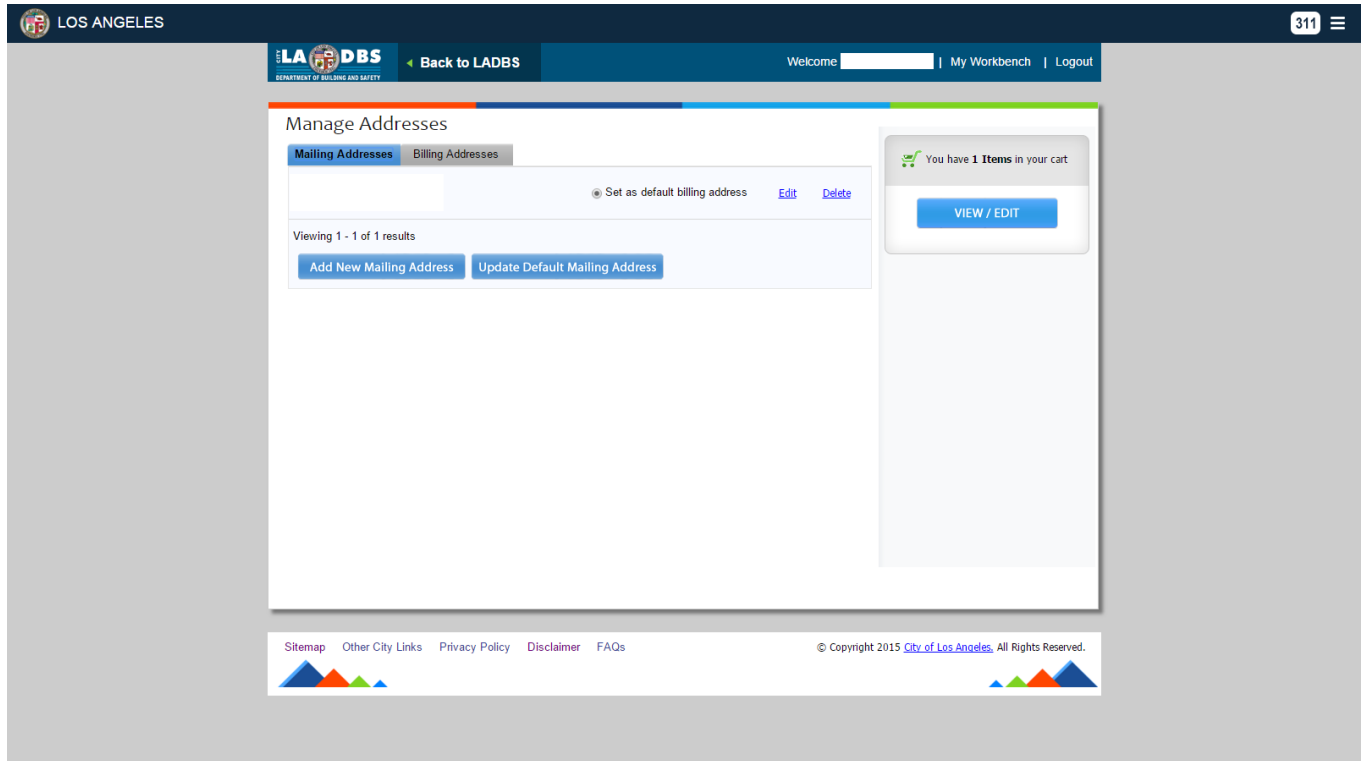 LOS ANGELES
311
CITY LA DBS
DEPARTMENT OF BUILDING AND SAFETY
Back to LADBS
Welcome | My Workbench | Logout
Manage Addresses
Mailing Addresses Billing Addresses
You have 1 Items in your cart
Set as default billing address Edit Delete
VIEW / EDIT
Viewing 1 - 1 of 1 results
Add New Mailing Address Update Default Mailing Address
Sitemap Other City Links Privacy Policy Disclaimer FAQs
© Copyright 2015 City of Los Angeles. All Rights Reserved.